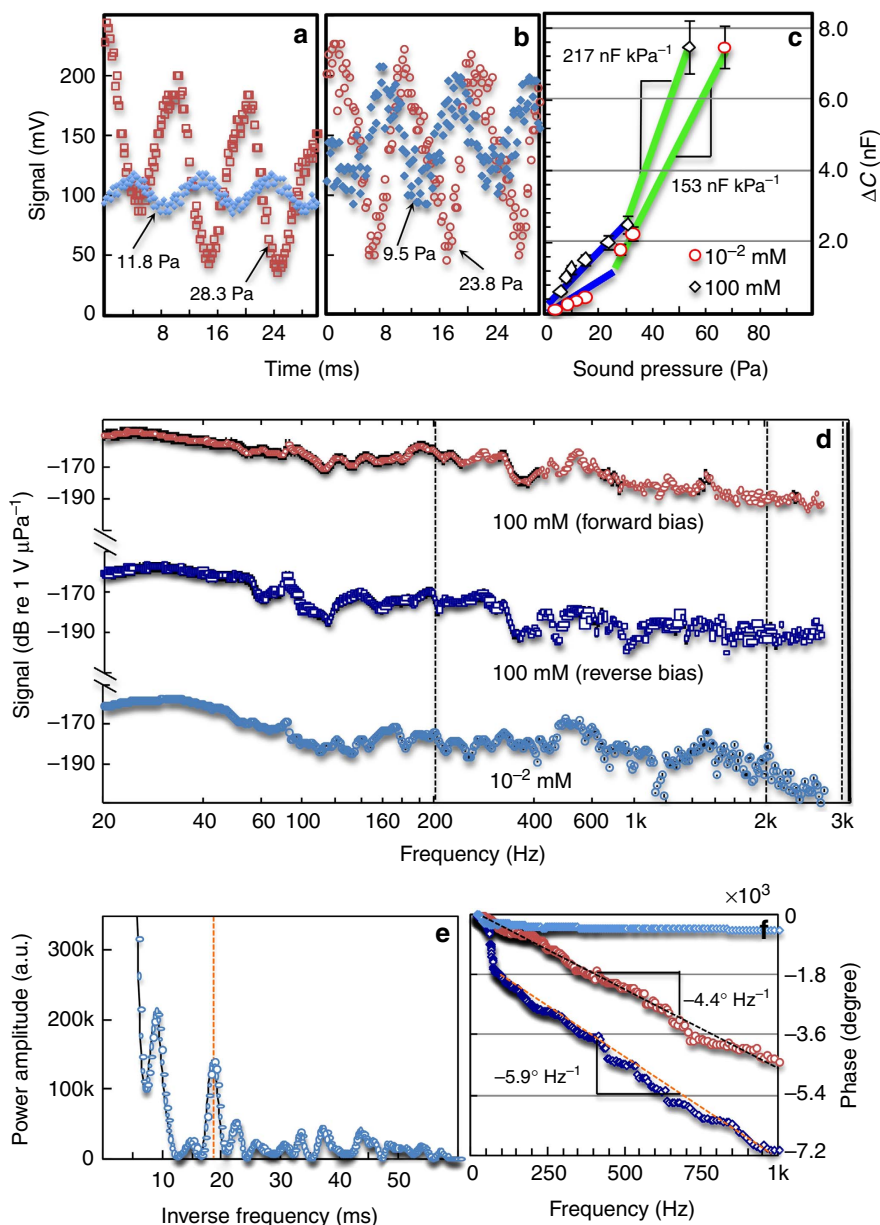 a
b
c
200
150
100
50
0
Signal (mV)
11.8 Pa
28.3 Pa
9.5 Pa
23.8 Pa
8 16 24
0 8 16 24
Time (ms)
217 nF kPa⁻¹
153 nF kPa⁻¹
10⁻² mM
100 mM
8.0
6.0
4.0
2.0
ΔC (nF)
0 20 40 60 80
Sound pressure (Pa)
d
−170
−190
−170
−190
−170
−190
Signal (dB re 1 V μPa⁻¹)
100 mM (forward bias)
100 mM (reverse bias)
10⁻² mM
20 40 60 100 160 200 400 600 1k 2k 3k
Frequency (Hz)
e
300k
200k
100k
0
Power amplitude (a.u.)
10 20 30 40 50
Inverse frequency (ms)
×10³
f
0
−1.8
−3.6
−5.4
−7.2
Phase (degree)
−4.4° Hz⁻¹
−5.9° Hz⁻¹
0 250 500 750 1k
Frequency (Hz)